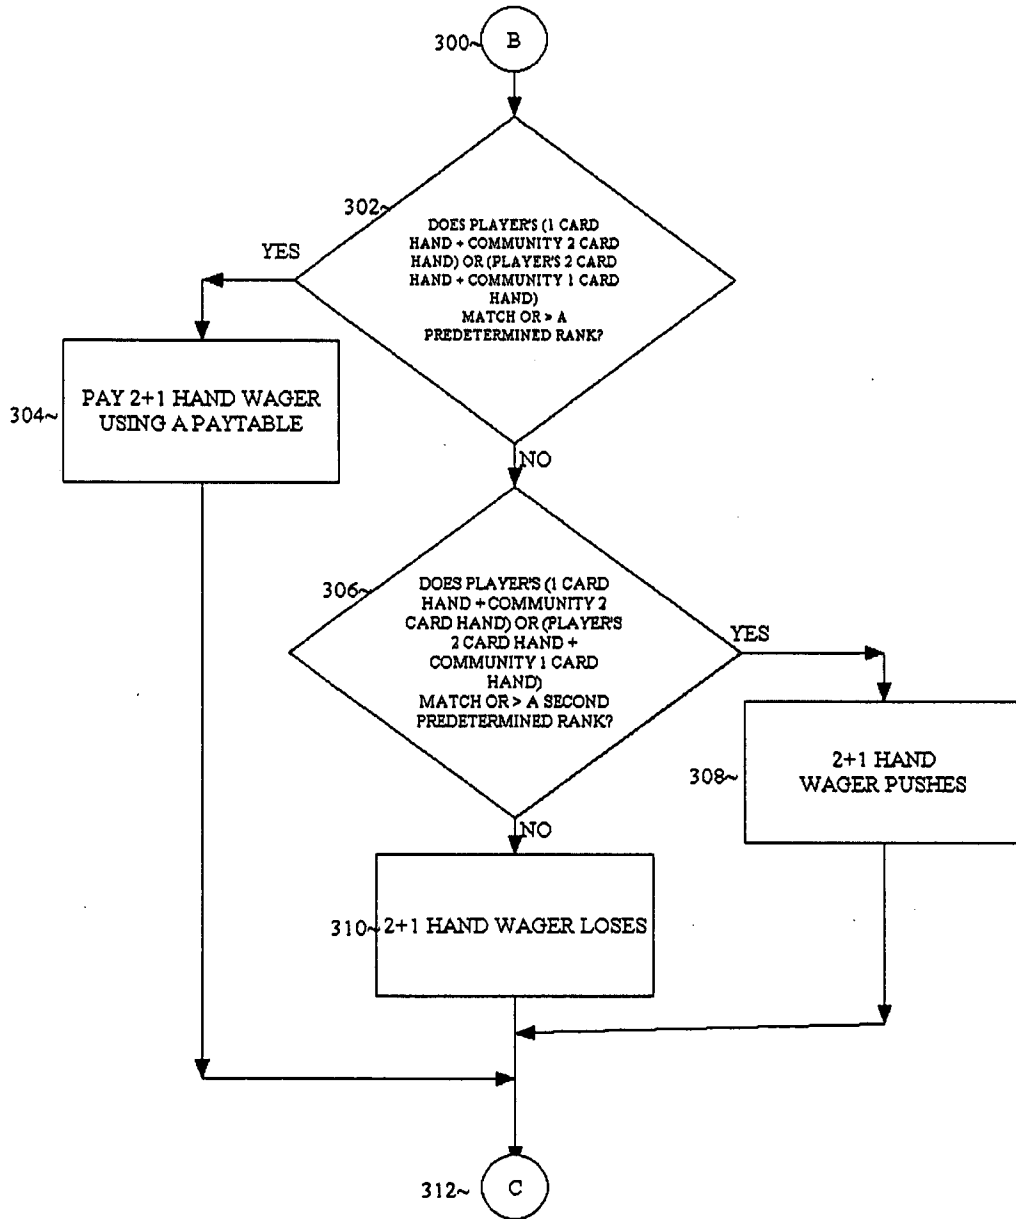 300~
B
302~
DOES PLAYER'S (1 CARD
HAND + COMMUNITY 2 CARD
HAND) OR (PLAYER'S 2 CARD
HAND + COMMUNITY 1 CARD
HAND)
MATCH OR > A
PREDETERMINED RANK?
YES
304~
PAY 2+1 HAND WAGER
USING A PAYTABLE
NO
306~
DOES PLAYER'S (1 CARD
HAND + COMMUNITY 2
CARD HAND) OR (PLAYER'S
2 CARD HAND +
COMMUNITY 1 CARD
HAND)
MATCH OR > A SECOND
PREDETERMINED RANK?
YES
308~
2+1 HAND
WAGER PUSHES
NO
310~
2+1 HAND WAGER LOSES
312~
C